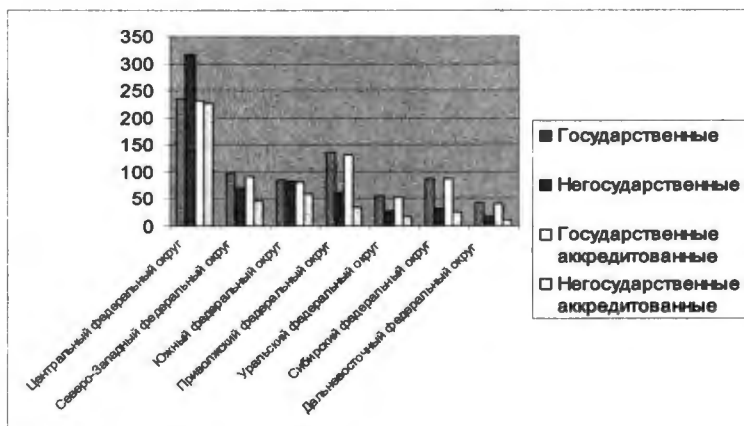 350
300
250
200
150
100
50
0
Центральный федеральный округ
Северо-Западный федеральный округ
Южный федеральный округ
Приволжский федеральный округ
Уральский федеральный округ
Сибирский федеральный округ
Дальневосточный федеральный округ
Государственные
Негосударственные
Государственные
аккредитованные
Негосударственные
аккредитованные